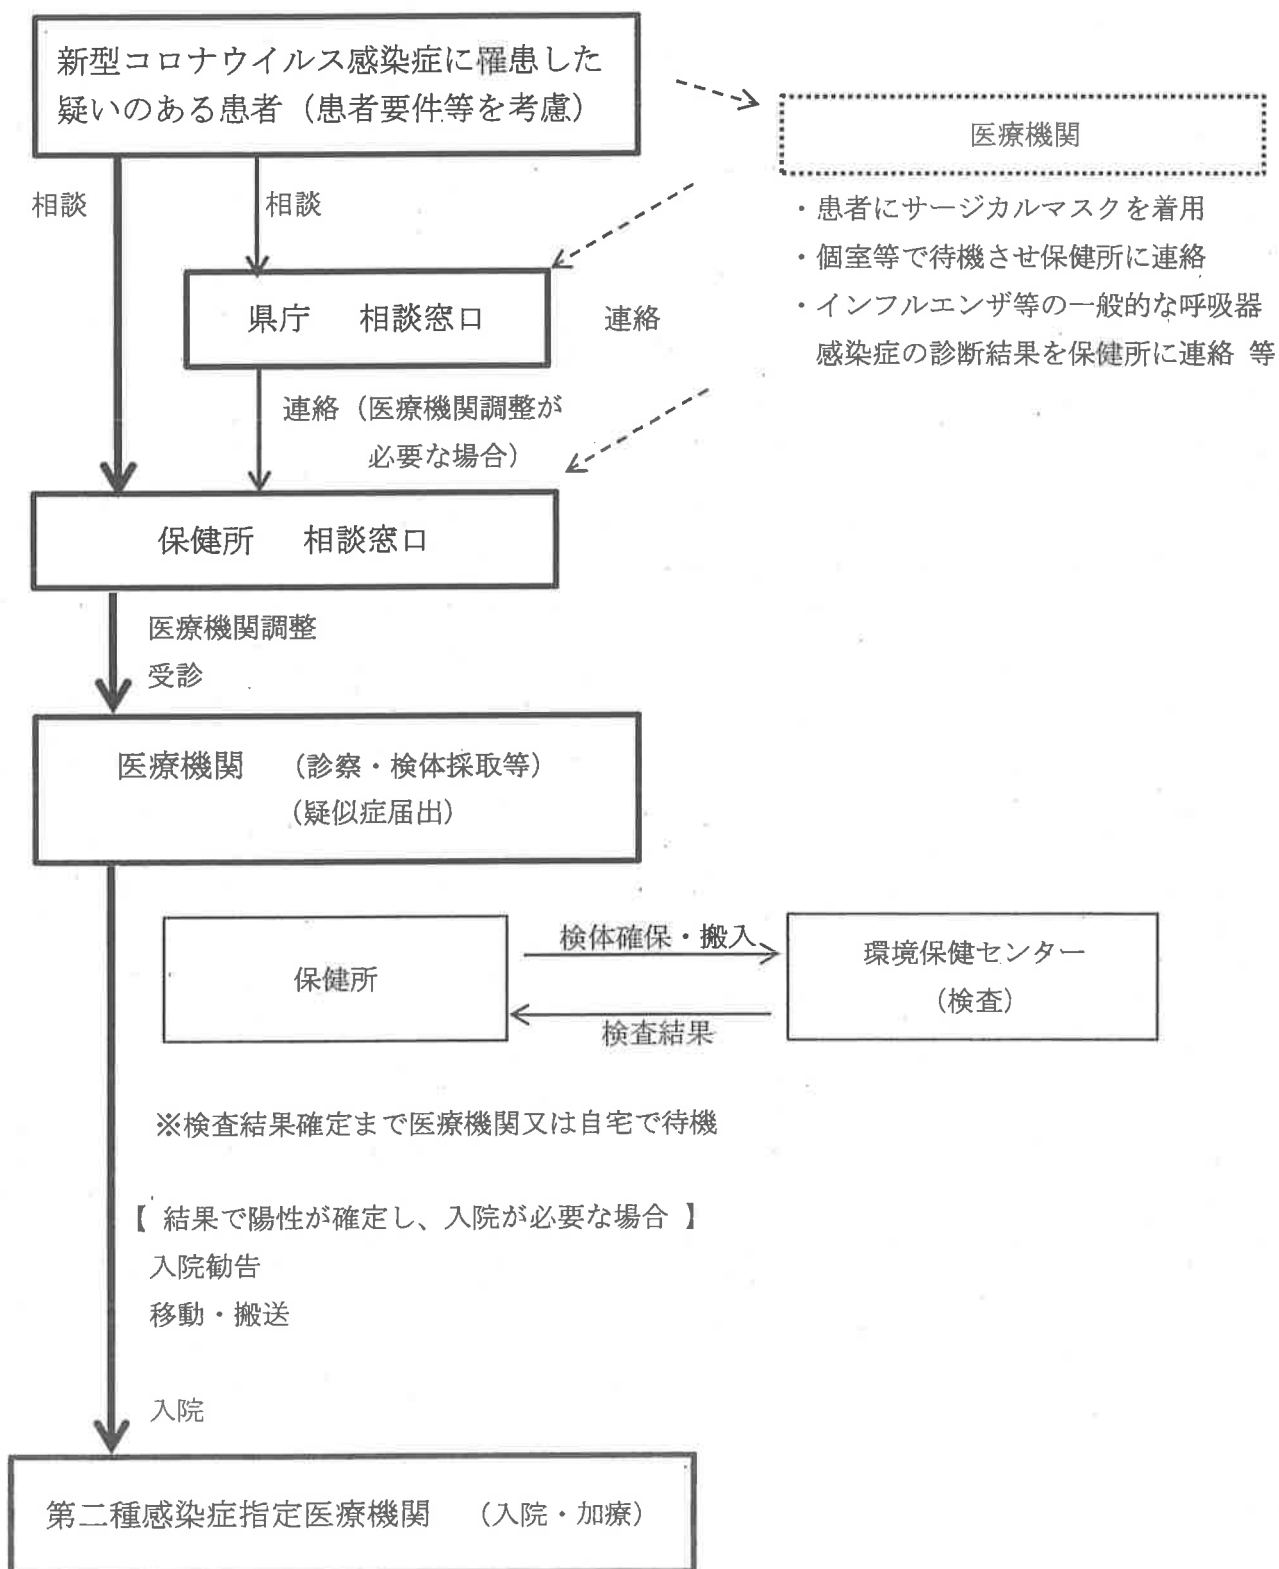 新型コロナウイルス感染症に罹患した
疑いのある患者（患者要件等を考慮）
医療機関
相談
相談
・患者にサージカルマスクを着用
・個室等で待機させ保健所に連絡
・インフルエンザ等の一般的な呼吸器
感染症の診断結果を保健所に連絡 等
県庁　相談窓口
連絡
連絡（医療機関調整が
必要な場合）
保健所　相談窓口
医療機関調整
受診
医療機関　（診察・検体採取等）
（疑似症届出）
保健所
検体確保・搬入
検査結果
環境保健センター
（検査）
※検査結果確定まで医療機関又は自宅で待機
【 結果で陽性が確定し、入院が必要な場合 】
入院勧告
移動・搬送
入院
第二種感染症指定医療機関　（入院・加療）